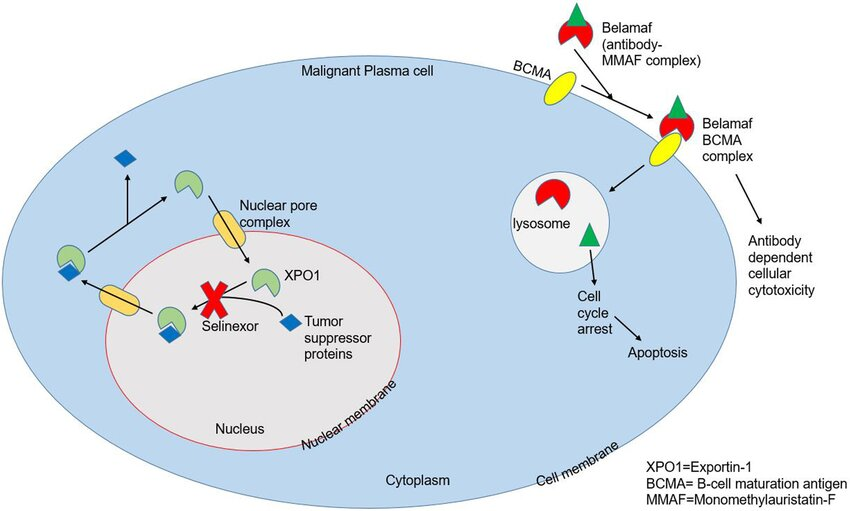 Malignant Plasma cell
BCMA
Belamaf
(antibody-
MMAF complex)
Belamaf
BCMA
complex
Nuclear pore
complex
lysosome
XPO1
Selinexor
Tumor
suppressor
proteins
Antibody
dependent
cellular
cytotoxicity
Cell
cycle
arrest
Apoptosis
Nucleus
Nuclear membrane
Cytoplasm
Cell membrane
XPO1=Exportin-1
BCMA= B-cell maturation antigen
MMAF=Monomethylauristatin-F